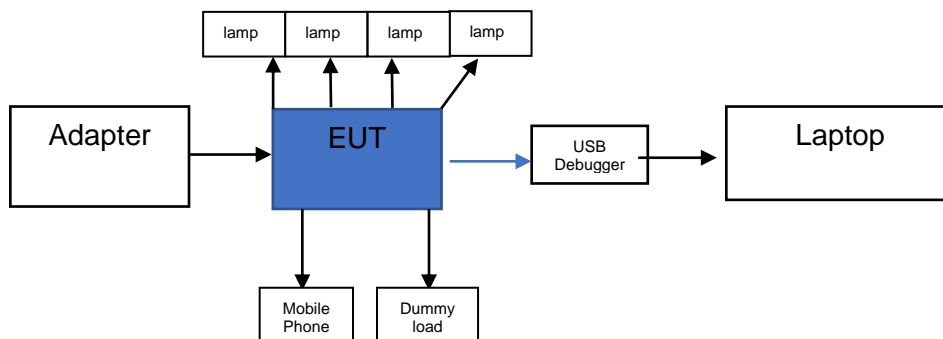 lamp
lamp
lamp
lamp
Adapter
EUT
USB
Debugger
Laptop
Mobile
Phone
Dummy
load